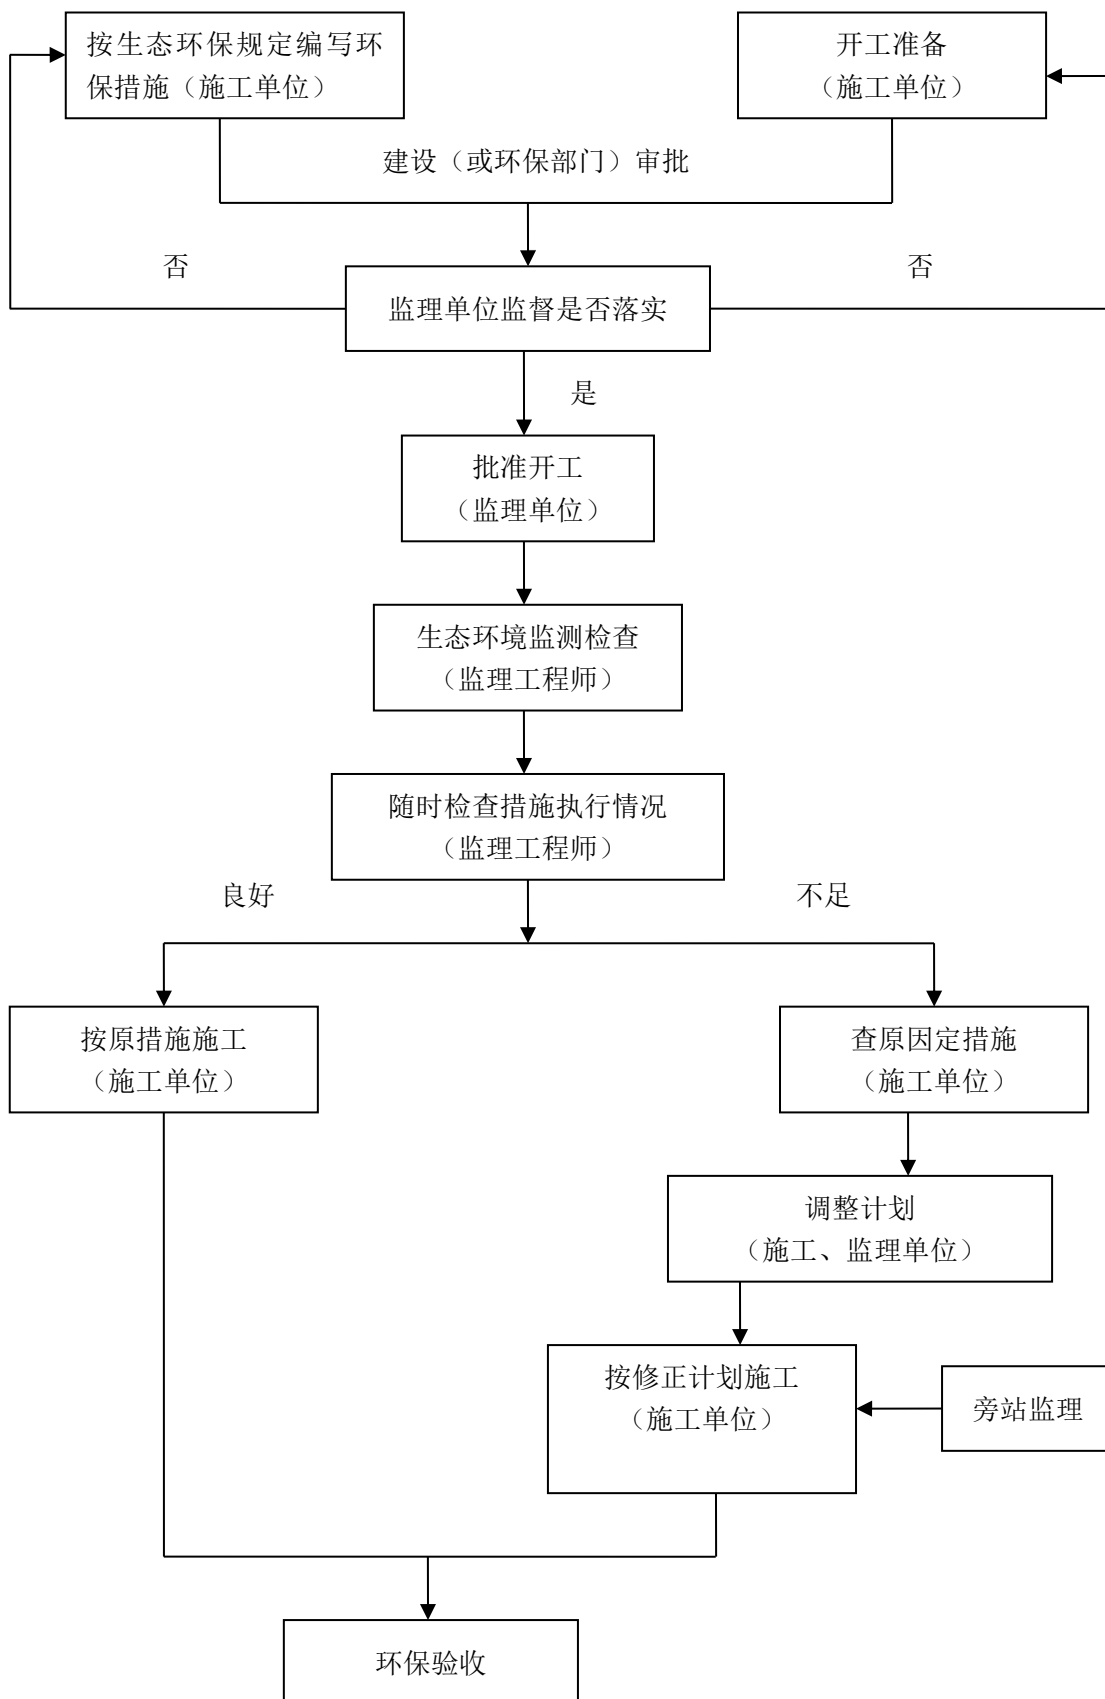 按生态环保规定编写环
保措施（施工单位）
开工准备
（施工单位）
建设（或环保部门）审批
否
否
监理单位监督是否落实
是
批准开工
（监理单位）
生态环境监测检查
（监理工程师）
随时检查措施执行情况
（监理工程师）
良好
不足
按原措施施工
（施工单位）
查原因定措施
（施工单位）
调整计划
（施工、监理单位）
按修正计划施工
（施工单位）
旁站监理
环保验收